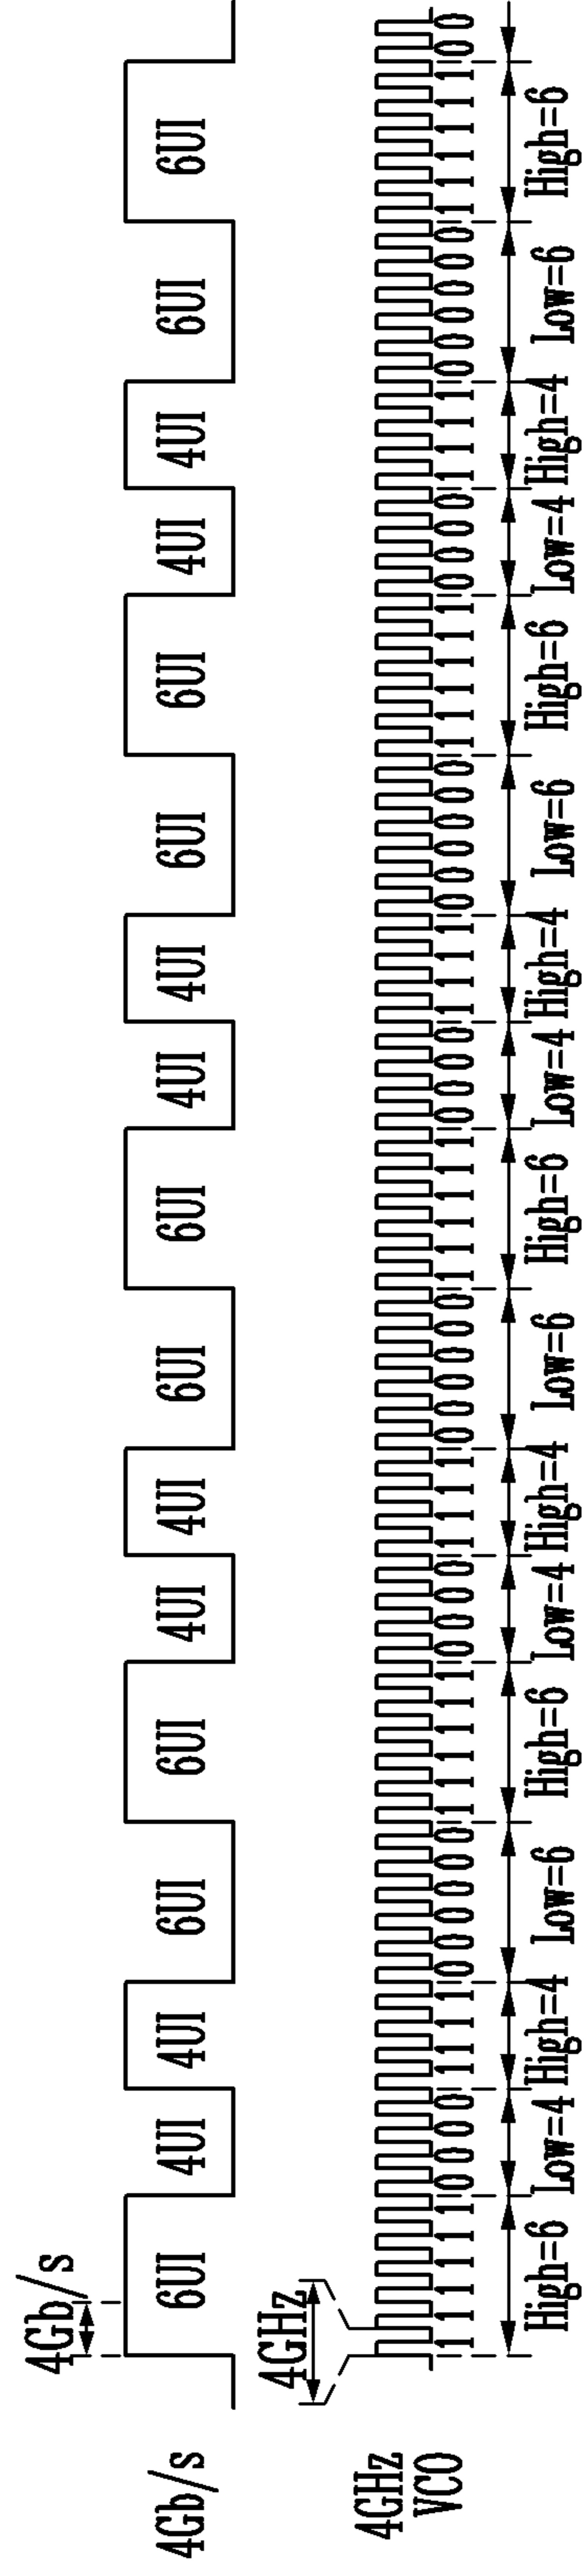 4Gb/s
4Gb/s 6UI 4UI 4UI 6UI 6UI 4UI 4UI 6UI 6UI 4UI 4UI 6UI 6UI 4UI 4UI 6UI 6UI
4GHz
4GHz
VCO
1 1 1 1 1 1 0 0 0 0 1 1 1 1 0 0 0 0 0 0 1 1 1 1 1 1 0 0 0 0 1 1 1 1 0 0 0 0 0 0 1 1 1 1 1 1 0 0 0 0 1 1 1 1 0 0 0 0 0 0 1 1 1 1 1 1 0 0 0 0 1 1 1 1 0 0 0 0 0 0 1 1 1 1 1 1 0 0
High=6 Low=4 High=4 Low=6 High=6 Low=4 High=4 Low=6 High=6 Low=4 High=4 Low=6 High=6 Low=4 High=4 Low=6 High=6